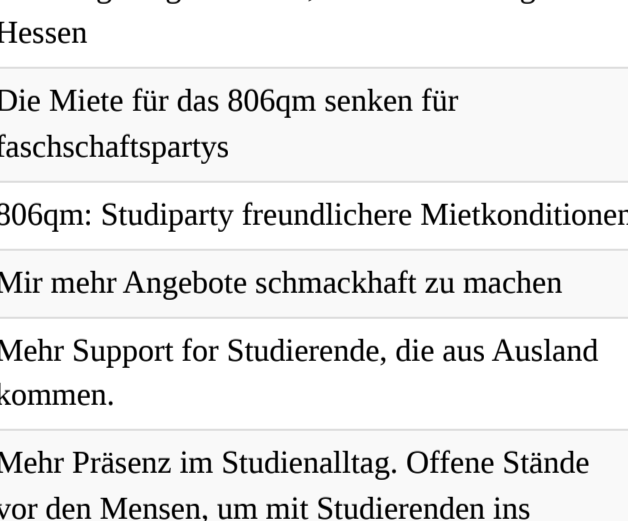 Hessen
Die Miete für das 806qm senken für
faschschaftspartys
806qm: Studiparty freundlichere Mietkonditionen
Mir mehr Angebote schmackhaft zu machen
Mehr Support for Studierende, die aus Ausland
kommen.
Mehr Präsenz im Studienalltag. Offene Stände
vor den Mensen, um mit Studierenden ins